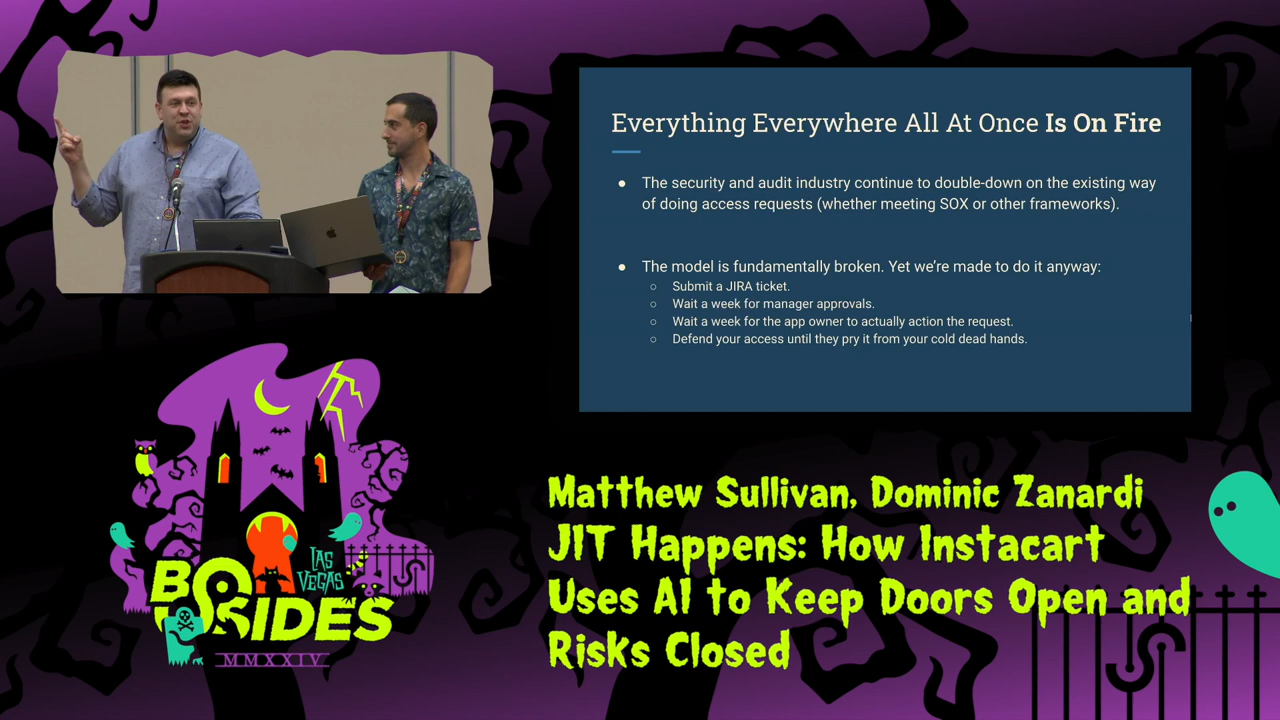 Everything Everywhere All At Once Is On Fire
● The security and audit industry continue to double-down on the existing way
of doing access requests (whether meeting SOX or other frameworks).
● The model is fundamentally broken. Yet we're made to do it anyway:
○ Submit a JIRA ticket.
○ Wait a week for manager approvals.
○ Wait a week for the app owner to actually action the request.
○ Defend your access until they pry it from your cold dead hands.
LAS
VEGAS
BSIDES
MMXXIV
Matthew Sullivan, Dominic Zanardi
JIT Happens: How Instacart
Uses AI to Keep Doors Open and
Risks Closed